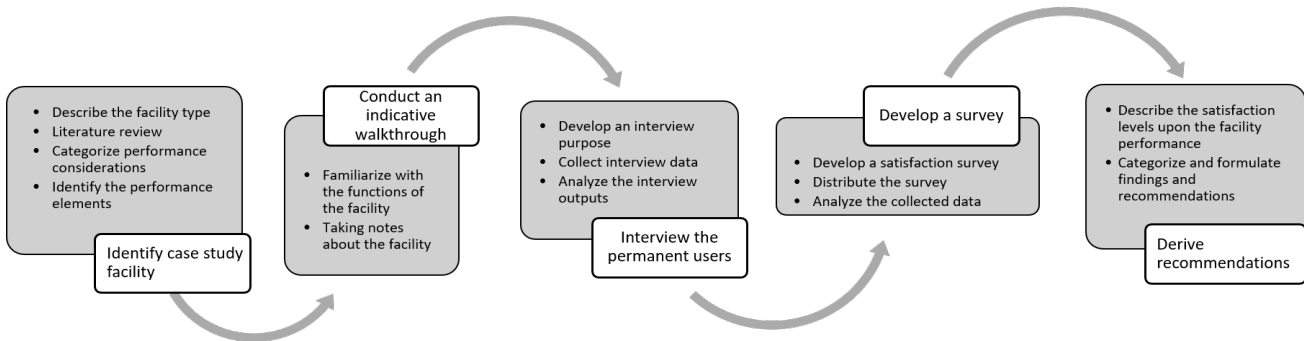 • Describe the facility type
• Literature review
• Categorize performance
considerations
• Identify the performance
elements
Identify case study
facility
Conduct an
indicative
walkthrough
• Familiarize with
the functions of
the facility
• Taking notes
about the facility
• Develop an interview
purpose
• Collect interview data
• Analyze the interview
outputs
Interview the
permanent users
Develop a survey
• Develop a satisfaction survey
• Distribute the survey
• Analyze the collected data
• Describe the satisfaction
levels upon the facility
performance
• Categorize and formulate
findings and
recommendations
Derive
recommendations